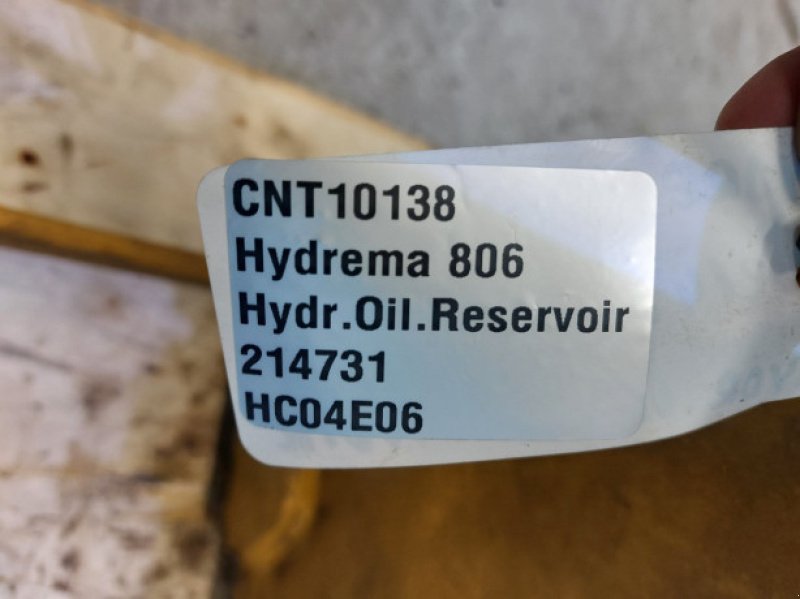 CNT10138
Hydrema 806
Hydr.Oil.Reservoir
214731
HC04E06